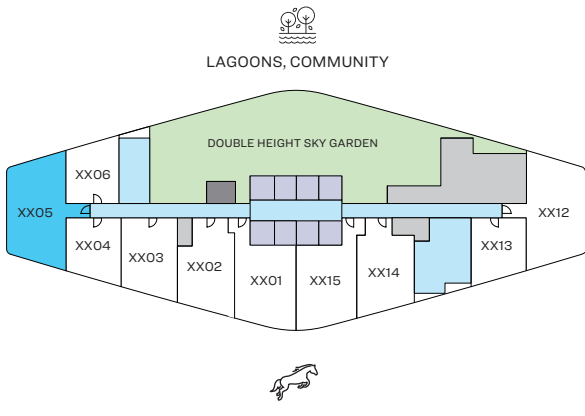 LAGOONS, COMMUNITY
DOUBLE HEIGHT SKY GARDEN
XX06
XX05
XX12
XX04
XX03
XX02
XX01
XX15
XX14
XX13